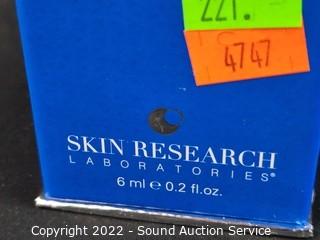 221.
4747
SKIN RESEARCH
LABORATORIES®
6 ml e 0.2 fl.oz.
Copyright 2022 - Sound Auction Service